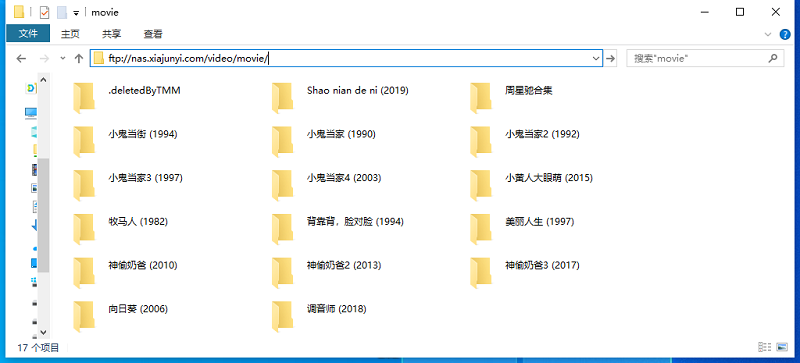 movie
文件 主页 共享 查看
ftp://nas.xiajunyi.com/video/movie/ 搜索"movie"
.deletedByTMM Shao nian de ni (2019) 周星驰合集
小鬼当街 (1994) 小鬼当家 (1990) 小鬼当家2 (1992)
小鬼当家3 (1997) 小鬼当家4 (2003) 小黄人大眼萌 (2015)
牧马人 (1982) 背靠背，脸对脸 (1994) 美丽人生 (1997)
神偷奶爸 (2010) 神偷奶爸2 (2013) 神偷奶爸3 (2017)
向日葵 (2006) 调音师 (2018)
17 个项目